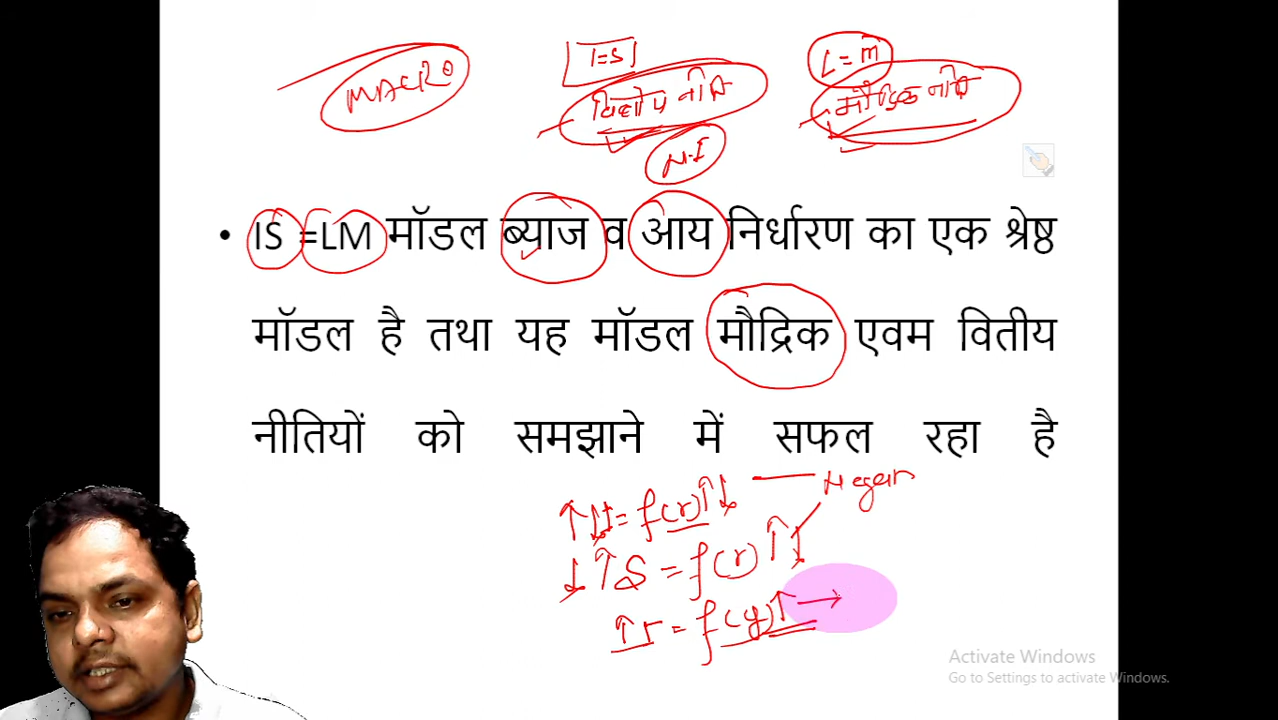 MACRO I=S L=m
वित्तीय नीति मौद्रिक नीति
N.I
• IS =LM मॉडल ब्याज व आय निर्धारण का एक श्रेष्ठ
मॉडल है तथा यह मॉडल मौद्रिक एवम वितीय
नीतियों को समझाने में सफल रहा है
↑↓I = f(r)↑↓ —
↓↑S = f(r)↑↓
↑r = f(y)↑ →
Activate Windows
Go to Settings to activate Windows.